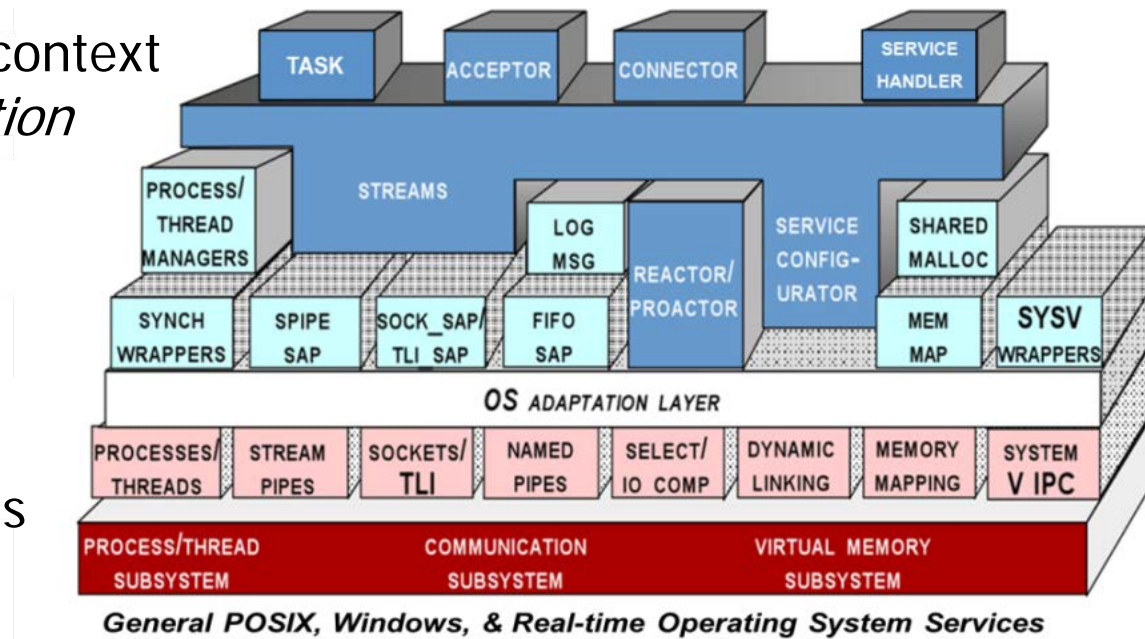 context
tion
s
TASK
ACCEPTOR
CONNECTOR
SERVICE
HANDLER
PROCESS/
THREAD
MANAGERS
STREAMS
LOG
MSG
REACTOR/
PROACTOR
SERVICE
CONFIG-
URATOR
SHARED
MALLOC
SYNCH
WRAPPERS
SPIPE
SAP
SOCK_SAP/
TLI_SAP
FIFO
SAP
MEM
MAP
SYSV
WRAPPERS
OS ADAPTATION LAYER
PROCESSES/
THREADS
STREAM
PIPES
SOCKETS/
TLI
NAMED
PIPES
SELECT/
IO COMP
DYNAMIC
LINKING
MEMORY
MAPPING
SYSTEM
V IPC
PROCESS/THREAD
SUBSYSTEM
COMMUNICATION
SUBSYSTEM
VIRTUAL MEMORY
SUBSYSTEM
General POSIX, Windows, & Real-time Operating System Services